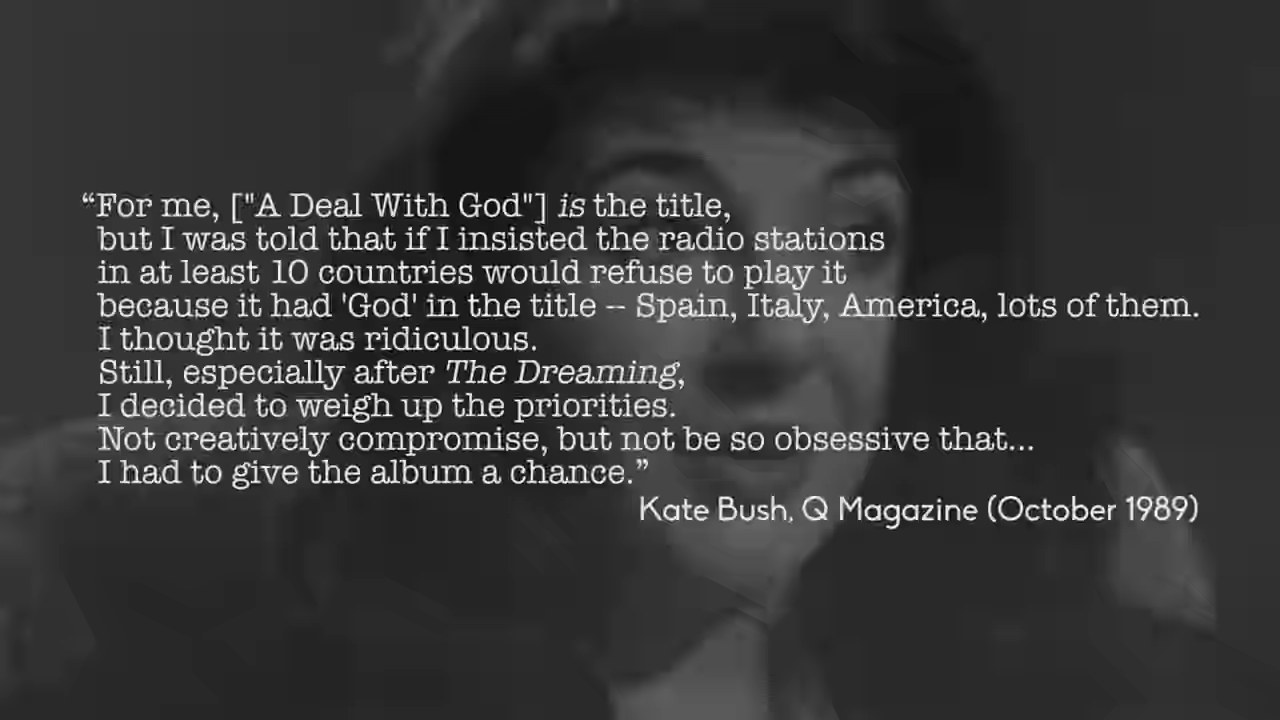 “For me, ["A Deal With God"] is the title,
but I was told that if I insisted the radio stations
in at least 10 countries would refuse to play it
because it had 'God' in the title -- Spain, Italy, America, lots of them.
I thought it was ridiculous.
Still, especially after The Dreaming,
I decided to weigh up the priorities.
Not creatively compromise, but not be so obsessive that...
I had to give the album a chance.”
Kate Bush, Q Magazine (October 1989)